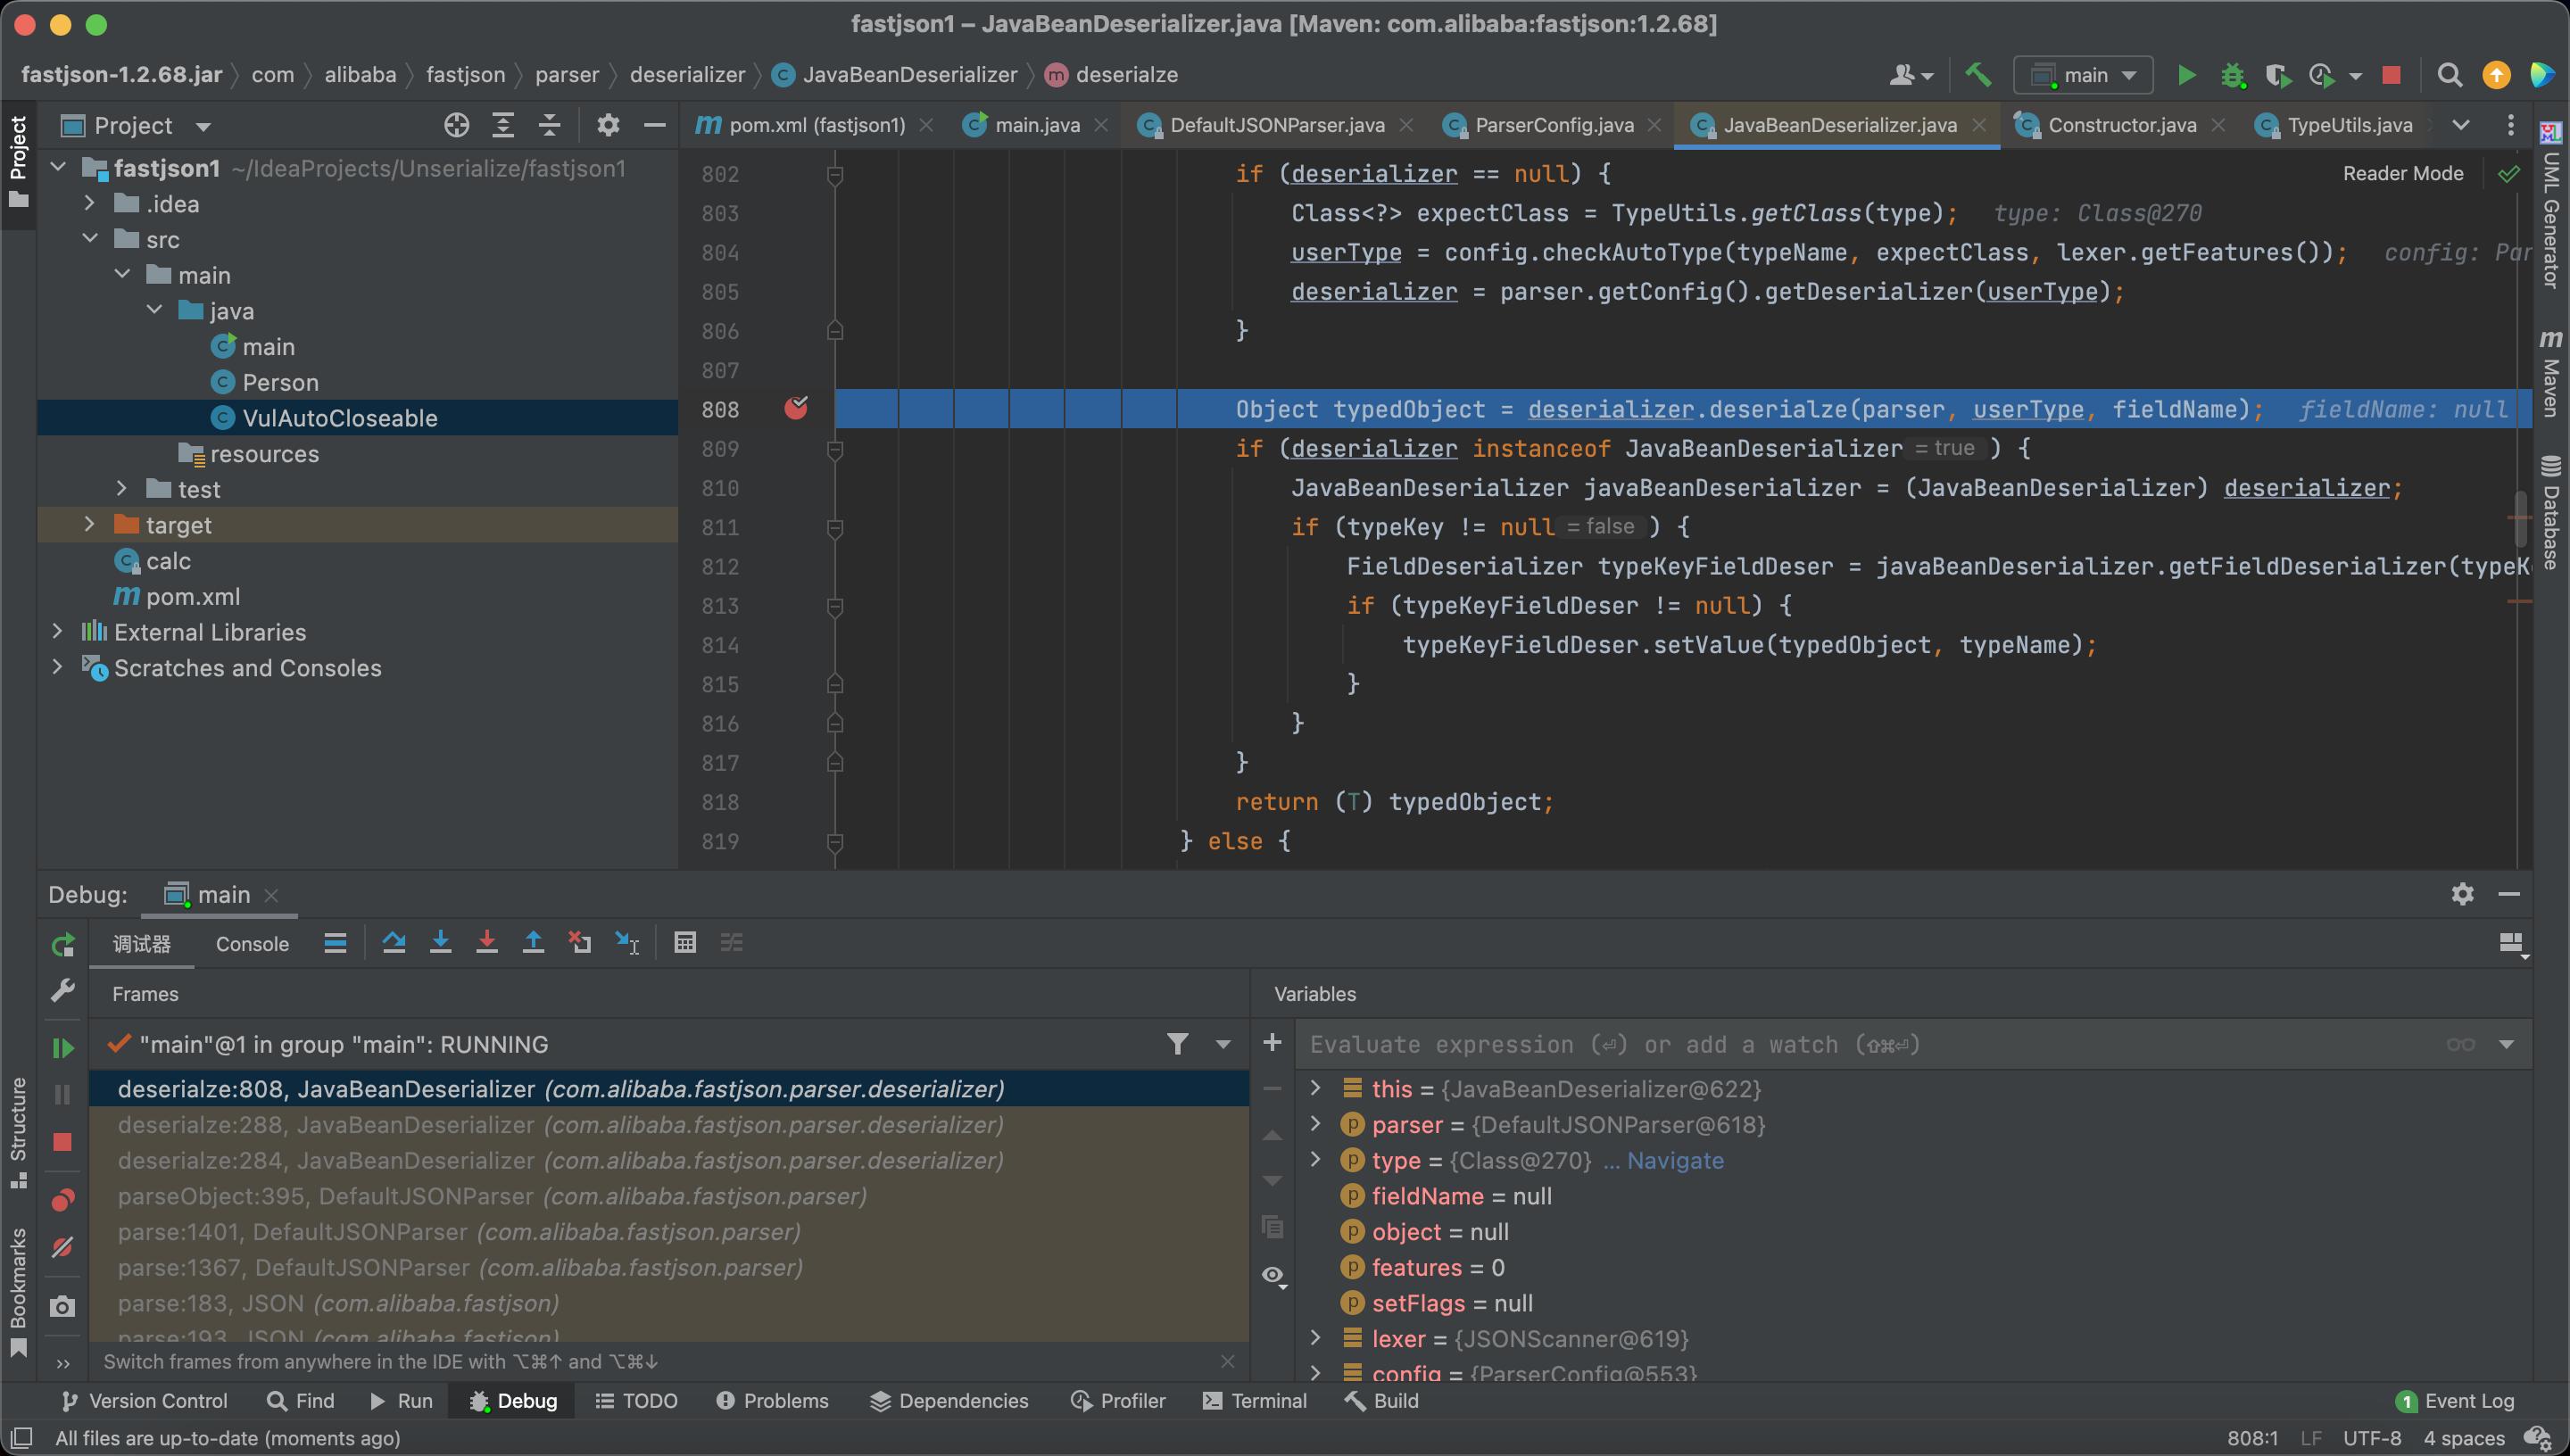 fastjson1 – JavaBeanDeserializer.java [Maven: com.alibaba:fastjson:1.2.68]
fastjson-1.2.68.jar com alibaba fastjson parser deserializer JavaBeanDeserializer deserialze
main
Project
pom.xml (fastjson1) main.java DefaultJSONParser.java ParserConfig.java JavaBeanDeserializer.java Constructor.java TypeUtils.java
Project
fastjson1 ~/IdeaProjects/Unserialize/fastjson1
.idea
src
main
java
main
Person
VulAutoCloseable
resources
test
target
calc
pom.xml
External Libraries
Scratches and Consoles
Reader Mode
802 if (deserializer == null) {
803 Class<?> expectClass = TypeUtils.getClass(type); type: Class@270
804 userType = config.checkAutoType(typeName, expectClass, lexer.getFeatures()); config: Par
805 deserializer = parser.getConfig().getDeserializer(userType);
806 }
807
808 Object typedObject = deserializer.deserialze(parser, userType, fieldName); fieldName: null
809 if (deserializer instanceof JavaBeanDeserializer = true ) {
810 JavaBeanDeserializer javaBeanDeserializer = (JavaBeanDeserializer) deserializer;
811 if (typeKey != null = false ) {
812 FieldDeserializer typeKeyFieldDeser = javaBeanDeserializer.getFieldDeserializer(typeK
813 if (typeKeyFieldDeser != null) {
814 typeKeyFieldDeser.setValue(typedObject, typeName);
815 }
816 }
817 }
818 return (T) typedObject;
819 } else {
UML Generator
Maven
Database
Debug: main
调试器 Console
Frames
"main"@1 in group "main": RUNNING
deserialze:808, JavaBeanDeserializer (com.alibaba.fastjson.parser.deserializer)
deserialze:288, JavaBeanDeserializer (com.alibaba.fastjson.parser.deserializer)
deserialze:284, JavaBeanDeserializer (com.alibaba.fastjson.parser.deserializer)
parseObject:395, DefaultJSONParser (com.alibaba.fastjson.parser)
parse:1401, DefaultJSONParser (com.alibaba.fastjson.parser)
parse:1367, DefaultJSONParser (com.alibaba.fastjson.parser)
parse:183, JSON (com.alibaba.fastjson)
parse:193, JSON (com.alibaba.fastjson)
Switch frames from anywhere in the IDE with ⌥⌘↑ and ⌥⌘↓
Variables
Evaluate expression (⏎) or add a watch (⇧⌘⏎)
this = {JavaBeanDeserializer@622}
parser = {DefaultJSONParser@618}
type = {Class@270} ... Navigate
fieldName = null
object = null
features = 0
setFlags = null
lexer = {JSONScanner@619}
config = {ParserConfig@553}
Structure
Bookmarks
Version Control Find Run Debug TODO Problems Dependencies Profiler Terminal Build 1 Event Log
All files are up-to-date (moments ago) 808:1 LF UTF-8 4 spaces